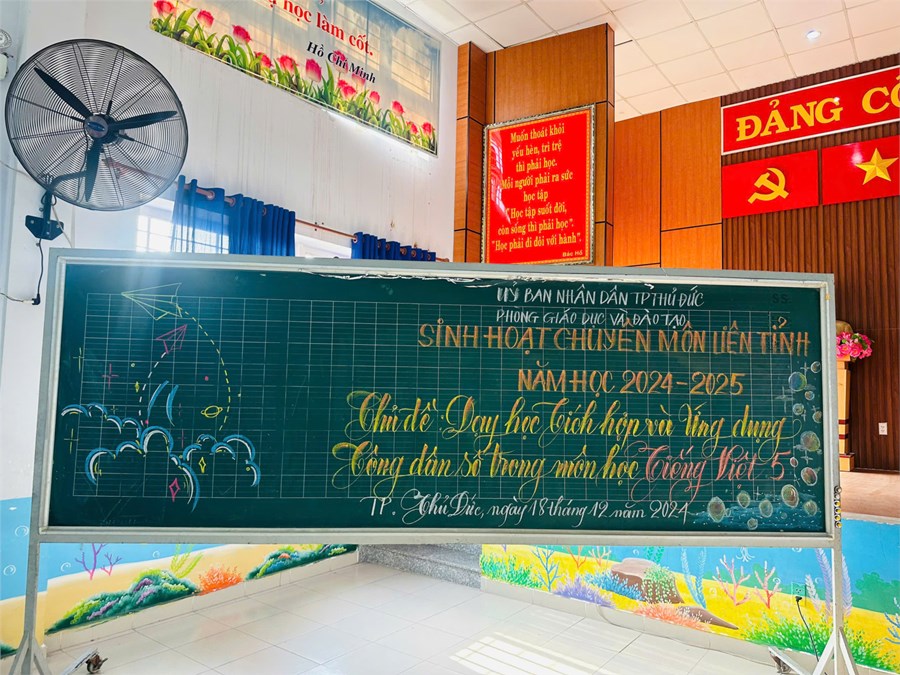 học làm cốt.
Hồ Chí Minh
Muốn thoát khỏi
yếu hèn, trì trệ
thì phải học.
Mỗi người phải ra sức
học tập
"Học tập suốt đời,
còn sống thì phải học".
"Học phải đi đôi với hành".
Bác Hồ
ĐẢNG CỘ
ỦY BAN NHÂN DÂN TP THỦ ĐỨC
PHÒNG GIÁO DỤC VÀ ĐÀO TẠO
SINH HOẠT CHUYÊN MÔN LIÊN TỈNH
NĂM HỌC 2024-2025
Chủ đề: Dạy học Tích hợp và Ứng dụng
Công dân số trong môn học Tiếng Việt 5
TP. Thủ Đức, ngày 18 tháng 12 năm 2024